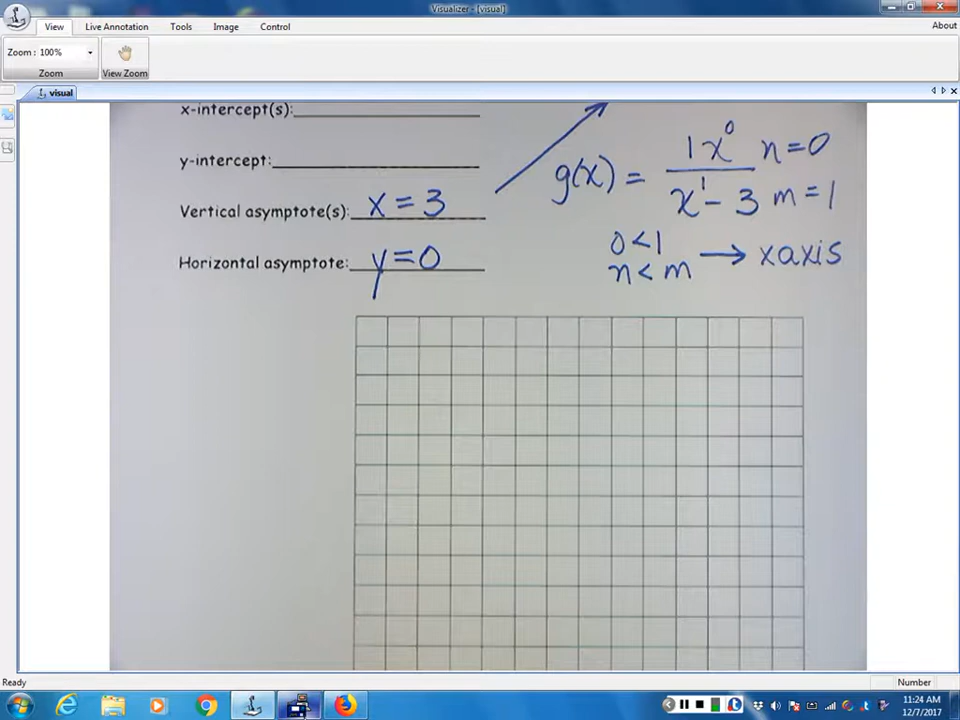 Visualizer - [visual]
View Live Annotation Tools Image Control About
Zoom : 100%
Zoom View Zoom
visual
x-intercept(s):
y-intercept:
Vertical asymptote(s): x = 3
Horizontal asymptote: y = 0
g(x) = 1x⁰ / x¹ - 3
n = 0
m = 1
0 < 1
n < m → x axis
Ready Number
11:24 AM
12/7/2017